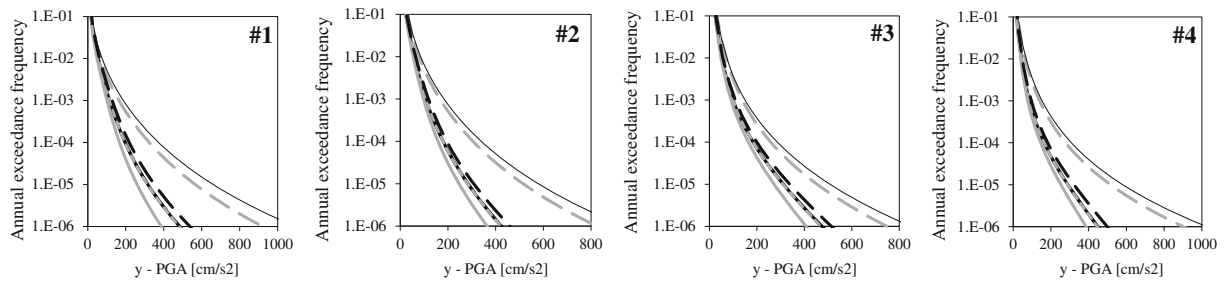 #1
Annual exceedance frequency
1.E-01
1.E-02
1.E-03
1.E-04
1.E-05
1.E-06
0 200 400 600 800 1000
y - PGA [cm/s2]
#2
Annual exceedance frequency
1.E-01
1.E-02
1.E-03
1.E-04
1.E-05
1.E-06
0 200 400 600 800
y - PGA [cm/s2]
#3
Annual exceedance frequency
1.E-01
1.E-02
1.E-03
1.E-04
1.E-05
1.E-06
0 200 400 600 800
y - PGA [cm/s2]
#4
Annual exceedance frequency
1.E-01
1.E-02
1.E-03
1.E-04
1.E-05
1.E-06
0 200 400 600 800 1000
y - PGA [cm/s2]